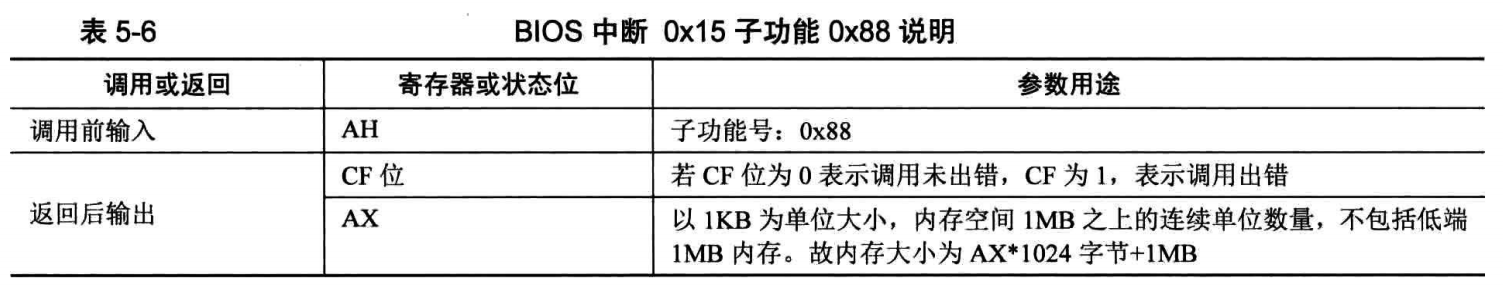 表 5-6 BIOS 中断 0x15 子功能 0x88 说明
调用或返回 寄存器或状态位 参数用途
调用前输入 AH 子功能号：0x88
返回后输出 CF 位 若 CF 位为 0 表示调用未出错，CF 为 1，表示调用出错
AX 以 1KB 为单位大小，内存空间 1MB 之上的连续单位数量，不包括低端
1MB 内存。故内存大小为 AX*1024 字节+1MB